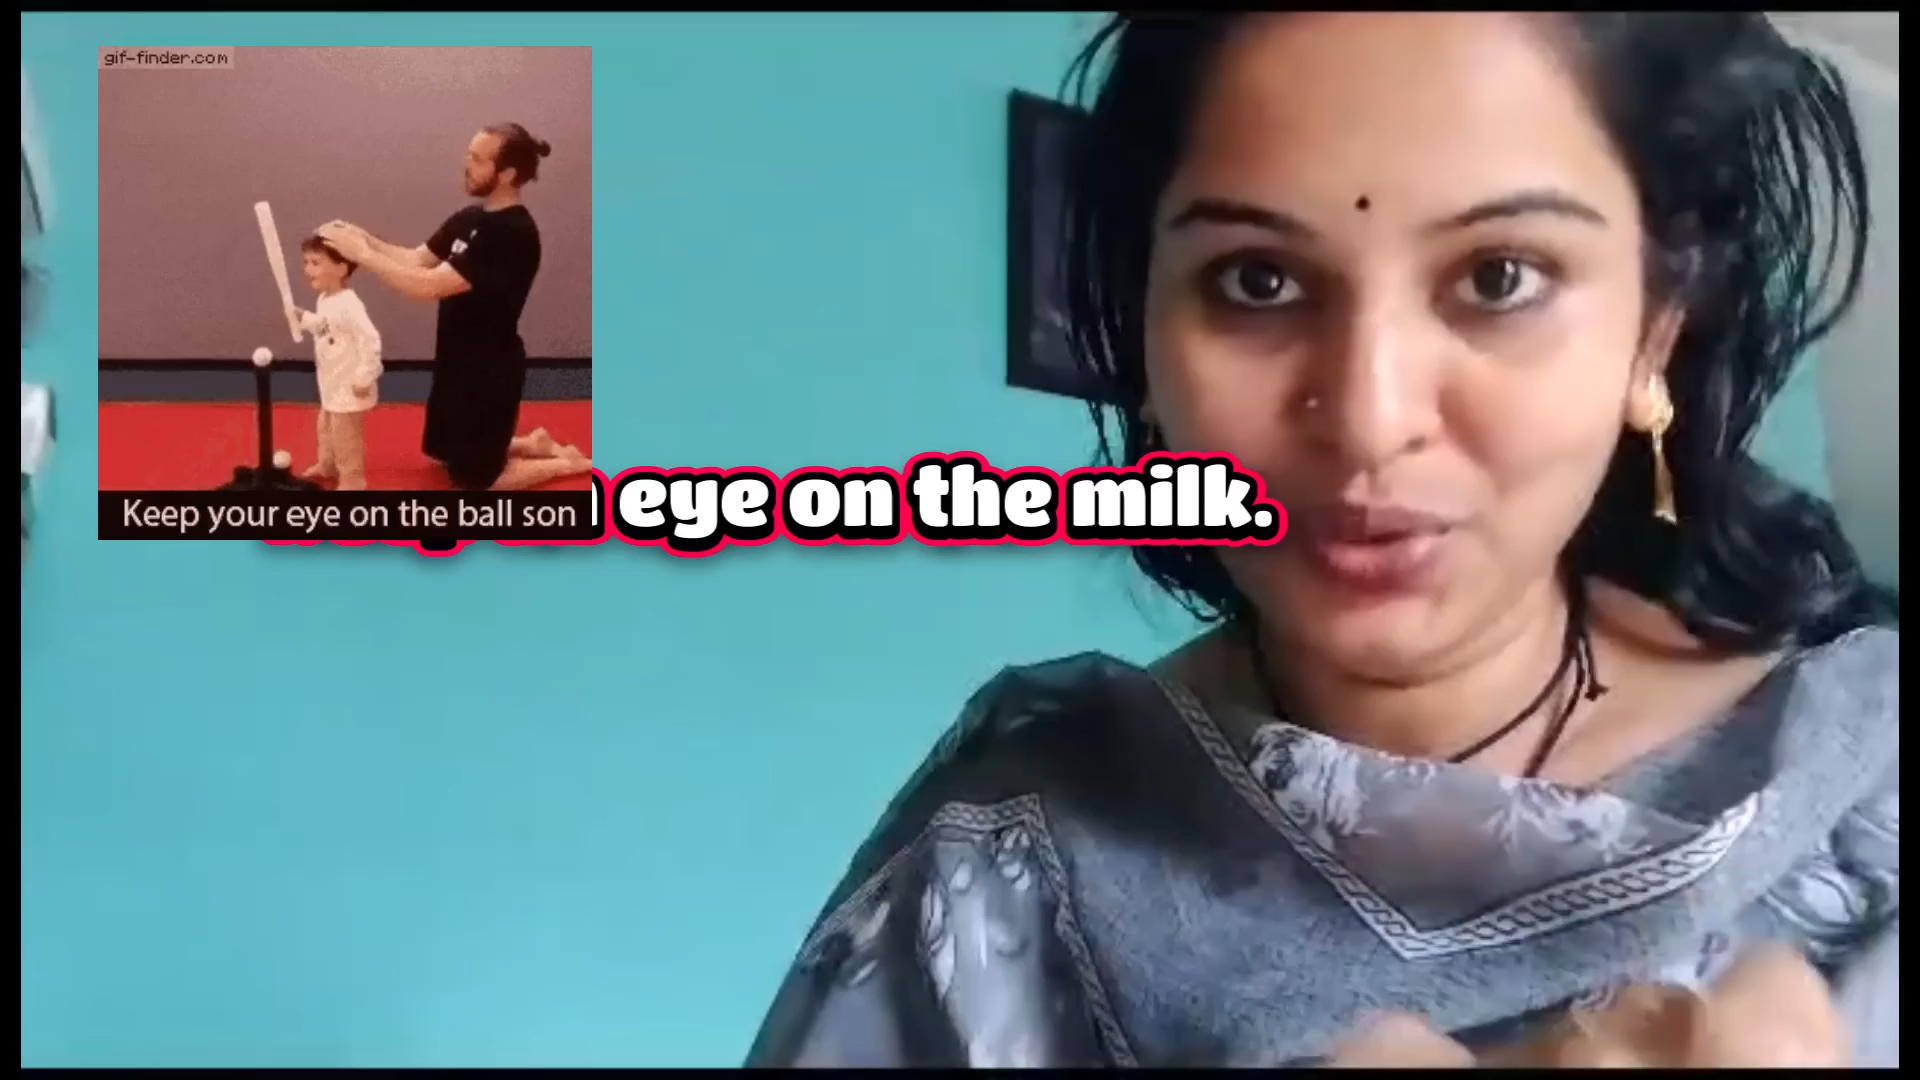 gif-finder.com
eye on the milk.
Keep your eye on the ball son